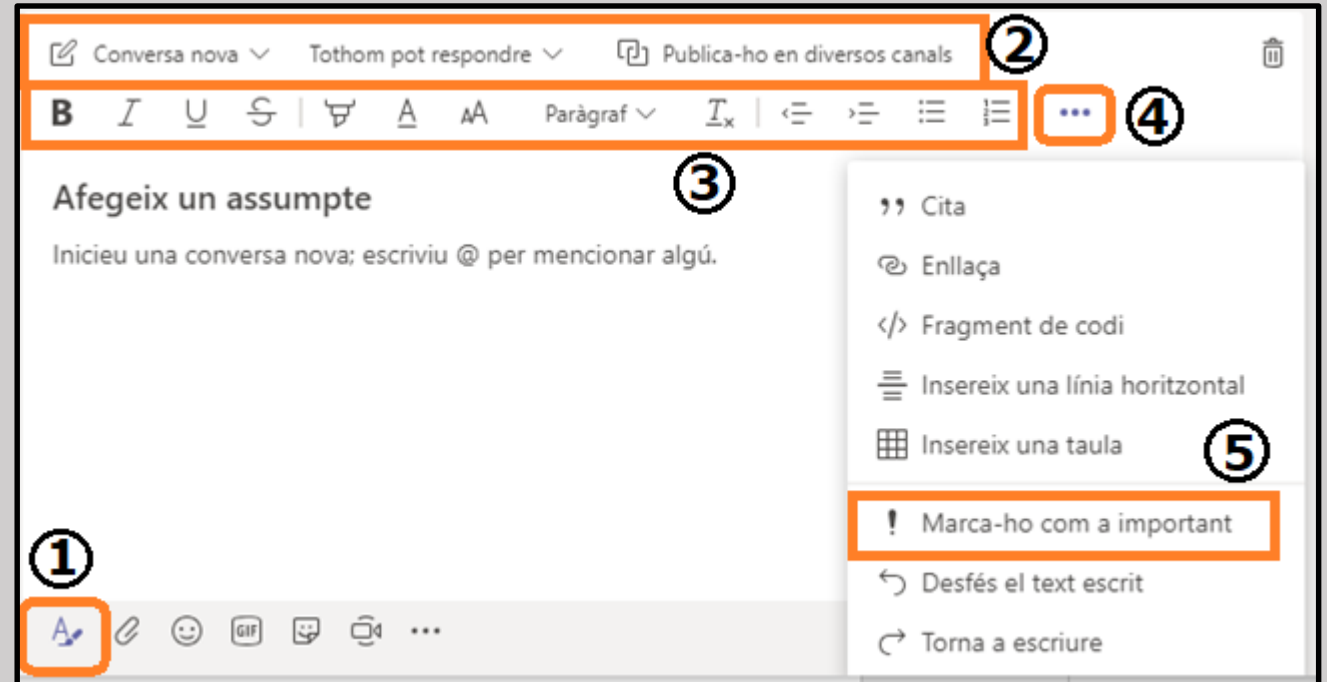 Conversa nova Tothom pot respondre Publica-ho en diversos canals ②
B I U S A AA Paràgraf Tx ••• ④
③
Afegeix un assumpte
Inicieu una conversa nova; escriviu @ per mencionar algú.
Cita
Enllaça
</> Fragment de codi
Insereix una línia horitzontal
Insereix una taula
⑤
! Marca-ho com a important
①
Desfés el text escrit
A GIF •••
Torna a escriure